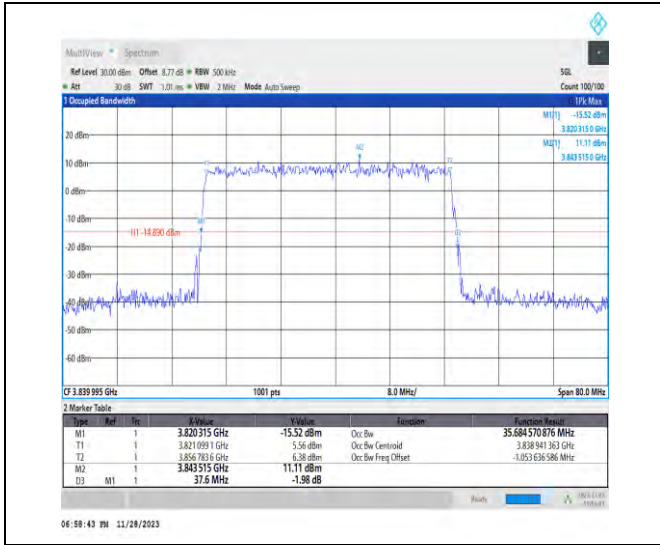 MultiView Spectrum
Ref Level 30.00 dBm Offset 8.77 dB RBW 500 kHz SGL
Att 30 dB SWT 1.01 ms VBW 2 MHz Mode Auto Sweep Count 100/100
1 Occupied Bandwidth 1Pk Max
M1[1] -15.52 dBm
3.820 315 0 GHz
20 dBm
M2[1] 11.11 dBm
3.843 515 0 GHz
M2
10 dBm
T1
T2
0 dBm
-10 dBm
M1
H1 -14.890 dBm
D3
-20 dBm
-30 dBm
-40 dBm
-50 dBm
-60 dBm
CF 3.839 995 GHz 1001 pts 8.0 MHz/ Span 80.0 MHz
2 Marker Table
Type Ref Trc X-Value Y-Value Function Function Result
M1 1 3.820 315 GHz -15.52 dBm Occ Bw 35.684 570 876 MHz
T1 1 3.821 099 1 GHz 5.56 dBm Occ Bw Centroid 3.838 941 363 GHz
T2 1 3.856 783 6 GHz 6.38 dBm Occ Bw Freq Offset -1.053 636 586 MHz
M2 1 3.843 515 GHz 11.11 dBm
D3 M1 1 37.6 MHz -1.98 dB
Ready
06:58:43 PM 11/28/2023